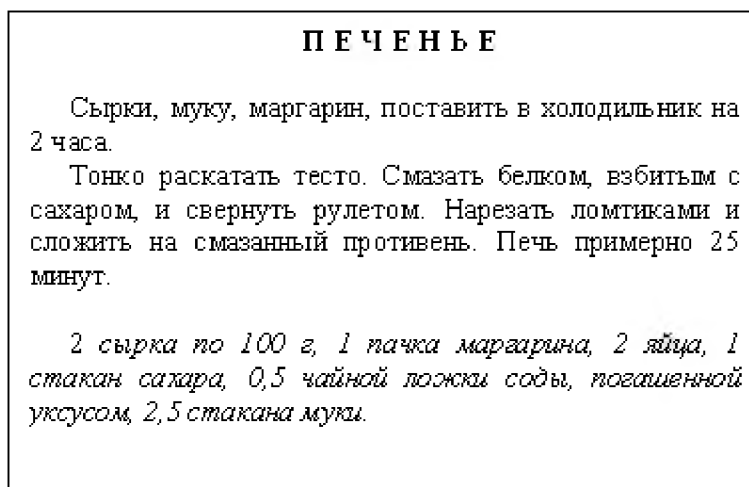 ПЕЧЕНЬЕ
Сырки, муку, маргарин, поставить в холодильник на
2 часа.
Тонко раскатать тесто. Смазать белком, взбитым с
сахаром, и свернуть рулетом. Нарезать ломтиками и
сложить на смазанный противень. Печь примерно 25
минут.
2 сырка по 100 г, 1 пачка маргарина, 2 яйца, 1
стакан сахара, 0,5 чайной ложки соды, погашенной
уксусом, 2,5 стакана муки.